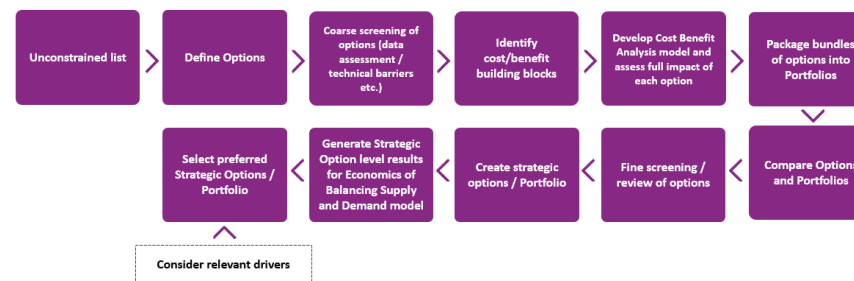 Unconstrained list
Define Options
Coarse screening of
options (data
assessment /
technical barriers
etc.)
Identify
cost/benefit
building blocks
Develop Cost Benefit
Analysis model and
assess full impact of
each option
Package bundles
of options into
Portfolios
Compare Options
and Portfolios
Fine screening /
review of options
Create strategic
options / Portfolio
Generate Strategic
Option level results
for Economics of
Balancing Supply
and Demand model
Select preferred
Strategic Options /
Portfolio
Consider relevant drivers